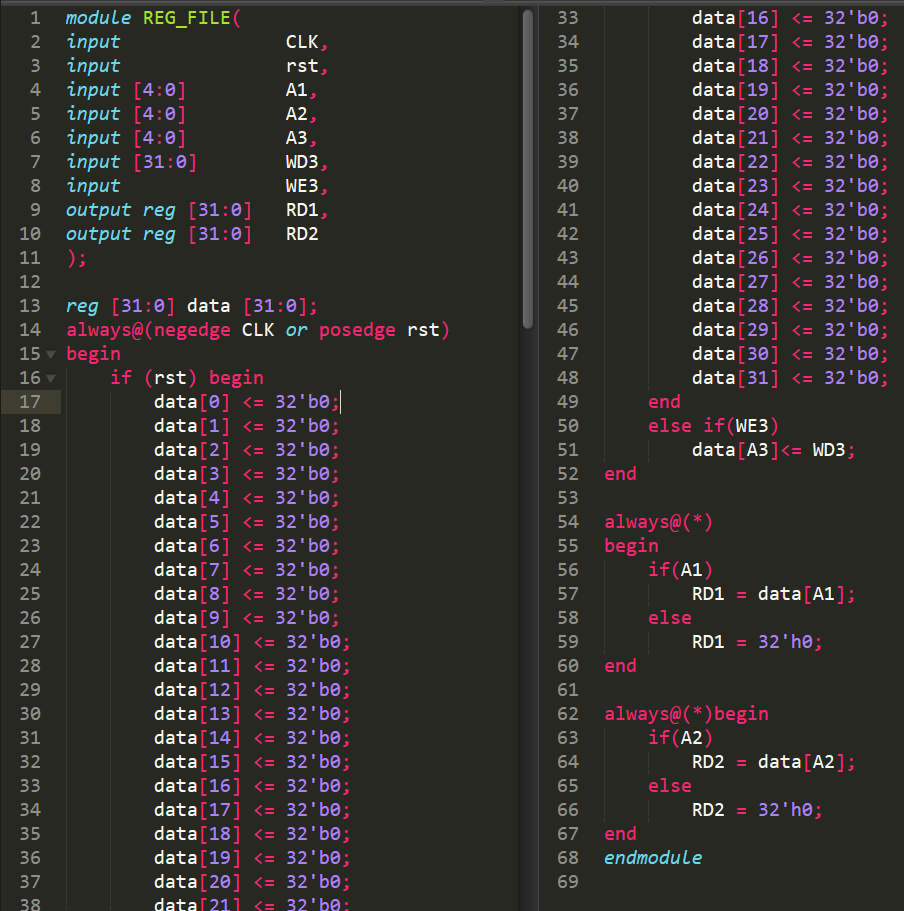 1 module REG_FILE(
2 input CLK,
3 input rst,
4 input [4:0] A1,
5 input [4:0] A2,
6 input [4:0] A3,
7 input [31:0] WD3,
8 input WE3,
9 output reg [31:0] RD1,
10 output reg [31:0] RD2
11 );
12
13 reg [31:0] data [31:0];
14 always@(negedge CLK or posedge rst)
15 begin
16 if (rst) begin
17 data[0] <= 32'b0;
18 data[1] <= 32'b0;
19 data[2] <= 32'b0;
20 data[3] <= 32'b0;
21 data[4] <= 32'b0;
22 data[5] <= 32'b0;
23 data[6] <= 32'b0;
24 data[7] <= 32'b0;
25 data[8] <= 32'b0;
26 data[9] <= 32'b0;
27 data[10] <= 32'b0;
28 data[11] <= 32'b0;
29 data[12] <= 32'b0;
30 data[13] <= 32'b0;
31 data[14] <= 32'b0;
32 data[15] <= 32'b0;
33 data[16] <= 32'b0;
34 data[17] <= 32'b0;
35 data[18] <= 32'b0;
36 data[19] <= 32'b0;
37 data[20] <= 32'b0;
38 data[21] <= 32'b0;
33 data[16] <= 32'b0;
34 data[17] <= 32'b0;
35 data[18] <= 32'b0;
36 data[19] <= 32'b0;
37 data[20] <= 32'b0;
38 data[21] <= 32'b0;
39 data[22] <= 32'b0;
40 data[23] <= 32'b0;
41 data[24] <= 32'b0;
42 data[25] <= 32'b0;
43 data[26] <= 32'b0;
44 data[27] <= 32'b0;
45 data[28] <= 32'b0;
46 data[29] <= 32'b0;
47 data[30] <= 32'b0;
48 data[31] <= 32'b0;
49 end
50 else if(WE3)
51 data[A3]<= WD3;
52 end
53
54 always@(*)
55 begin
56 if(A1)
57 RD1 = data[A1];
58 else
59 RD1 = 32'h0;
60 end
61
62 always@(*)begin
63 if(A2)
64 RD2 = data[A2];
65 else
66 RD2 = 32'h0;
67 end
68 endmodule
69